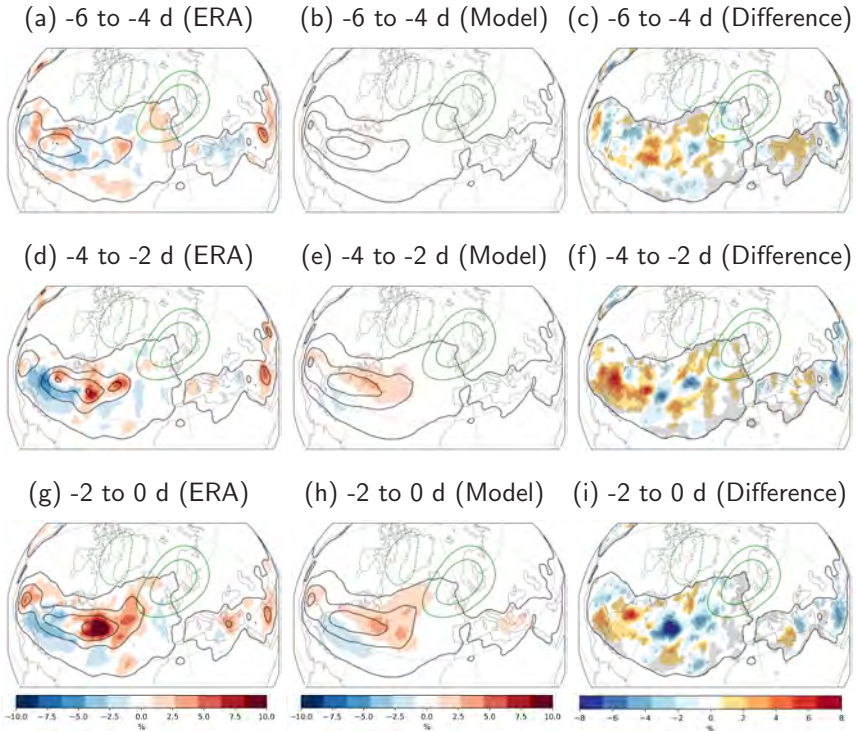 (a) -6 to -4 d (ERA) (b) -6 to -4 d (Model) (c) -6 to -4 d (Difference)
(d) -4 to -2 d (ERA) (e) -4 to -2 d (Model) (f) -4 to -2 d (Difference)
(g) -2 to 0 d (ERA) (h) -2 to 0 d (Model) (i) -2 to 0 d (Difference)
-10.0 -7.5 -5.0 -2.5 0.0 2.5 5.0 7.5 10.0 -10.0 -7.5 -5.0 -2.5 0.0 2.5 5.0 7.5 10.0 -8 -6 -4 -2 0 2 4 6 8
% % %